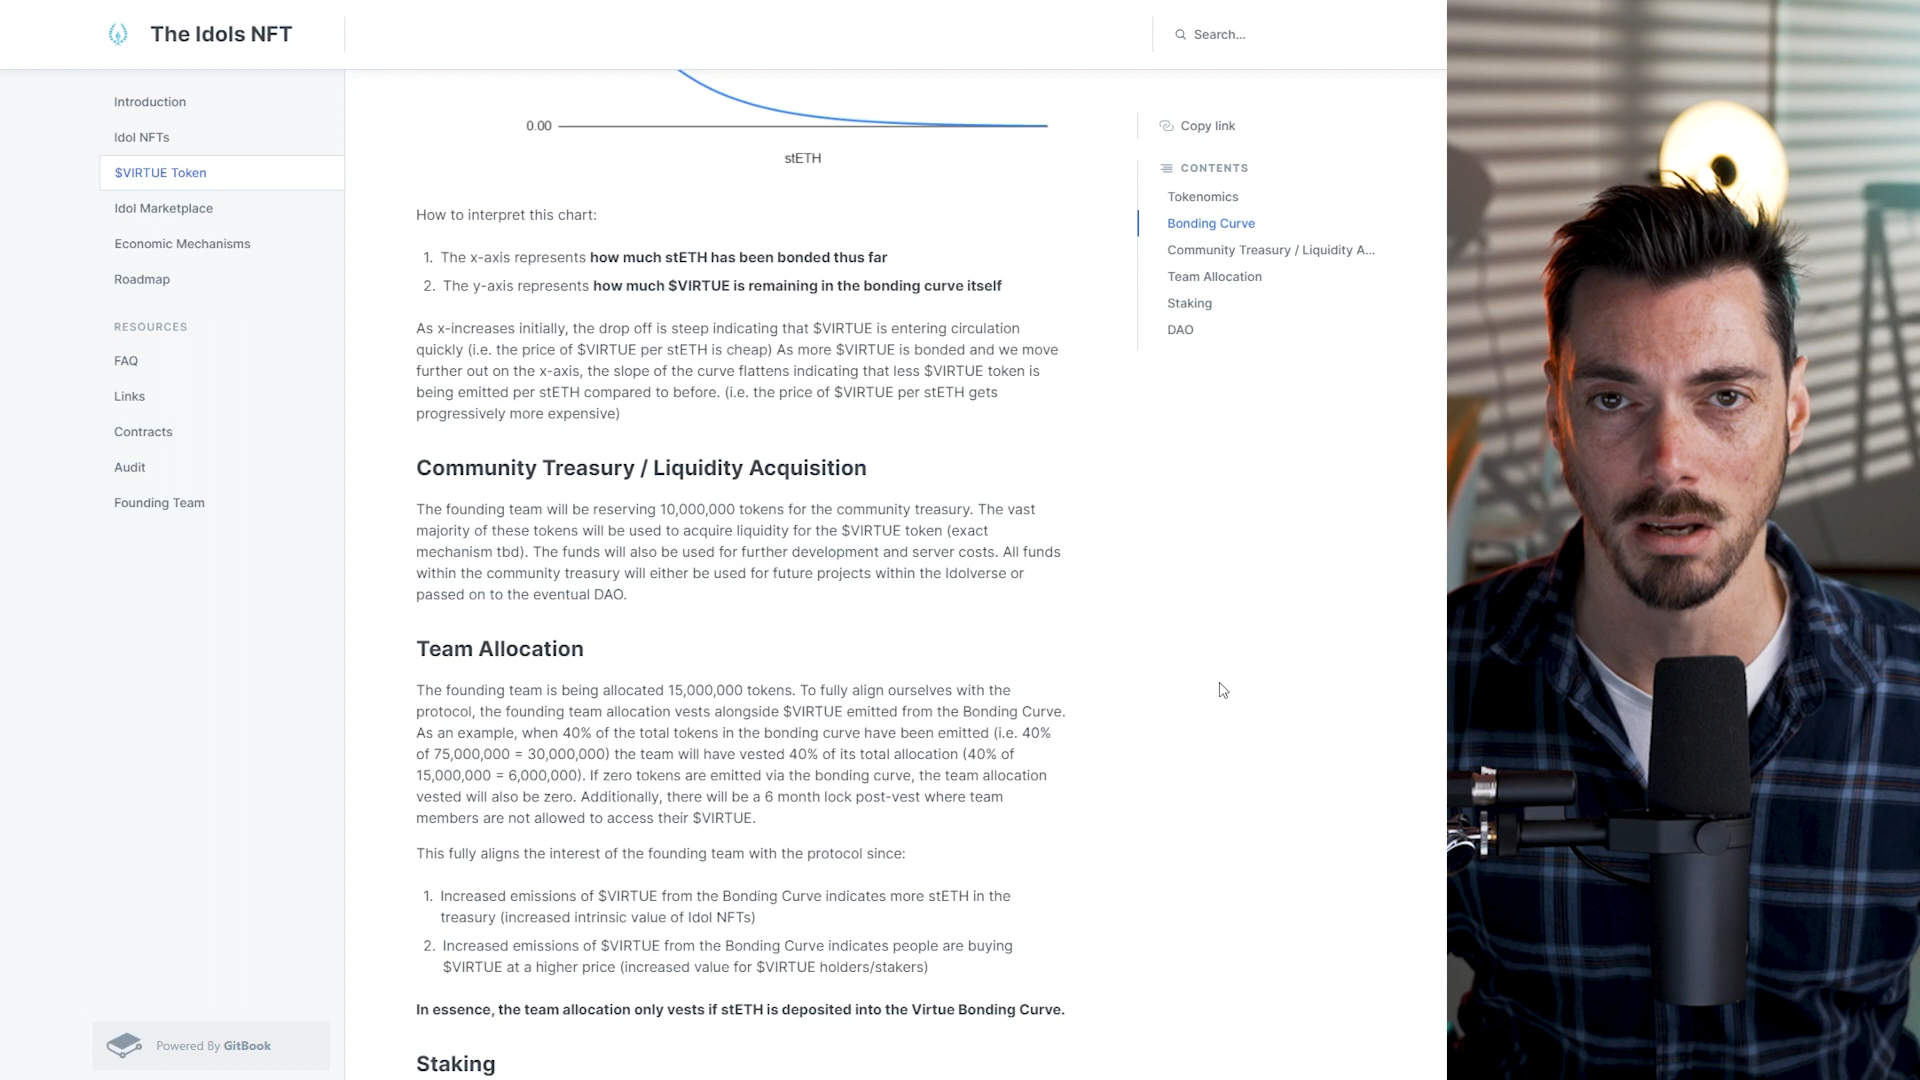 The Idols NFT
Search...
Introduction
Idol NFTs
$VIRTUE Token
Idol Marketplace
Economic Mechanisms
Roadmap
RESOURCES
FAQ
Links
Contracts
Audit
Founding Team
Powered By GitBook
0.00
stETH
How to interpret this chart:
1. The x-axis represents how much stETH has been bonded thus far
2. The y-axis represents how much $VIRTUE is remaining in the bonding curve itself
As x-increases initially, the drop off is steep indicating that $VIRTUE is entering circulation
quickly (i.e. the price of $VIRTUE per stETH is cheap) As more $VIRTUE is bonded and we move
further out on the x-axis, the slope of the curve flattens indicating that less $VIRTUE token is
being emitted per stETH compared to before. (i.e. the price of $VIRTUE per stETH gets
progressively more expensive)
Community Treasury / Liquidity Acquisition
The founding team will be reserving 10,000,000 tokens for the community treasury. The vast
majority of these tokens will be used to acquire liquidity for the $VIRTUE token (exact
mechanism tbd). The funds will also be used for further development and server costs. All funds
within the community treasury will either be used for future projects within the Idolverse or
passed on to the eventual DAO.
Team Allocation
The founding team is being allocated 15,000,000 tokens. To fully align ourselves with the
protocol, the founding team allocation vests alongside $VIRTUE emitted from the Bonding Curve.
As an example, when 40% of the total tokens in the bonding curve have been emitted (i.e. 40%
of 75,000,000 = 30,000,000) the team will have vested 40% of its total allocation (40% of
15,000,000 = 6,000,000). If zero tokens are emitted via the bonding curve, the team allocation
vested will also be zero. Additionally, there will be a 6 month lock post-vest where team
members are not allowed to access their $VIRTUE.
This fully aligns the interest of the founding team with the protocol since:
1. Increased emissions of $VIRTUE from the Bonding Curve indicates more stETH in the
treasury (increased intrinsic value of Idol NFTs)
2. Increased emissions of $VIRTUE from the Bonding Curve indicates people are buying
$VIRTUE at a higher price (increased value for $VIRTUE holders/stakers)
In essence, the team allocation only vests if stETH is deposited into the Virtue Bonding Curve.
Staking
Copy link
CONTENTS
Tokenomics
Bonding Curve
Community Treasury / Liquidity A...
Team Allocation
Staking
DAO